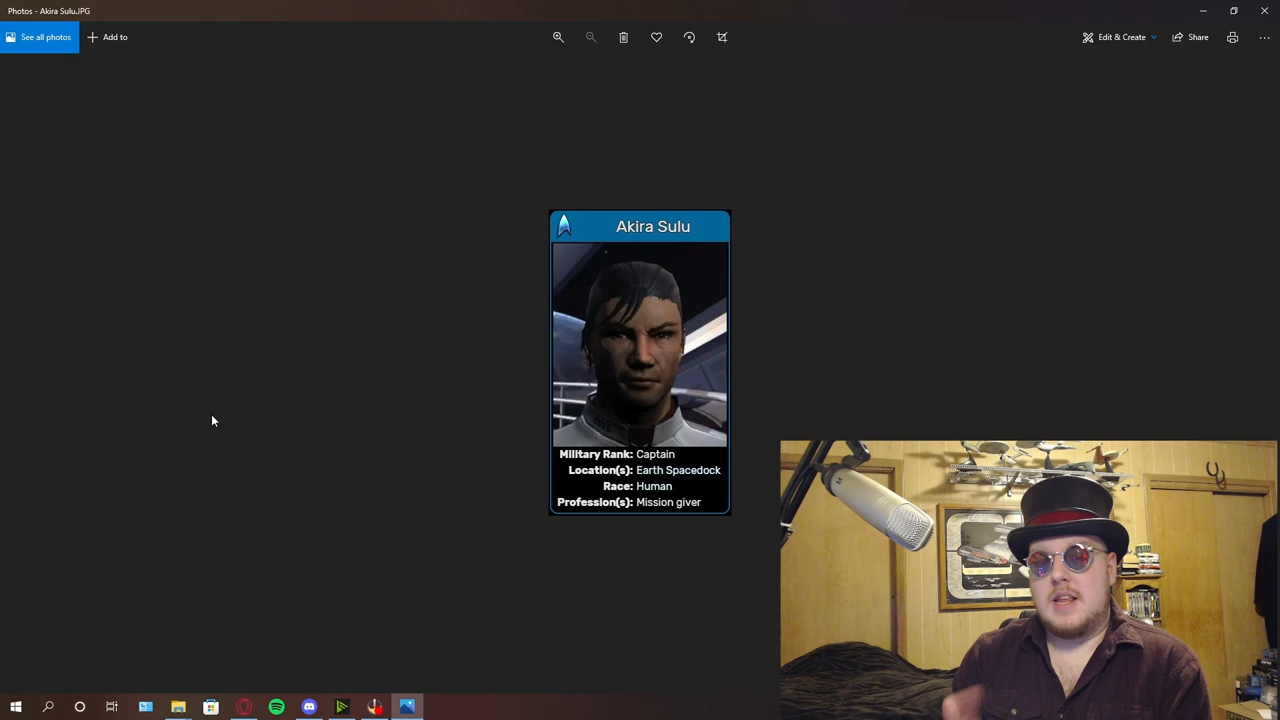 Photos - Akira Sulu.JPG
See all photos
Add to
Edit & Create
Share
Akira Sulu
Military Rank: Captain
Location(s): Earth Spacedock
Race: Human
Profession(s): Mission giver